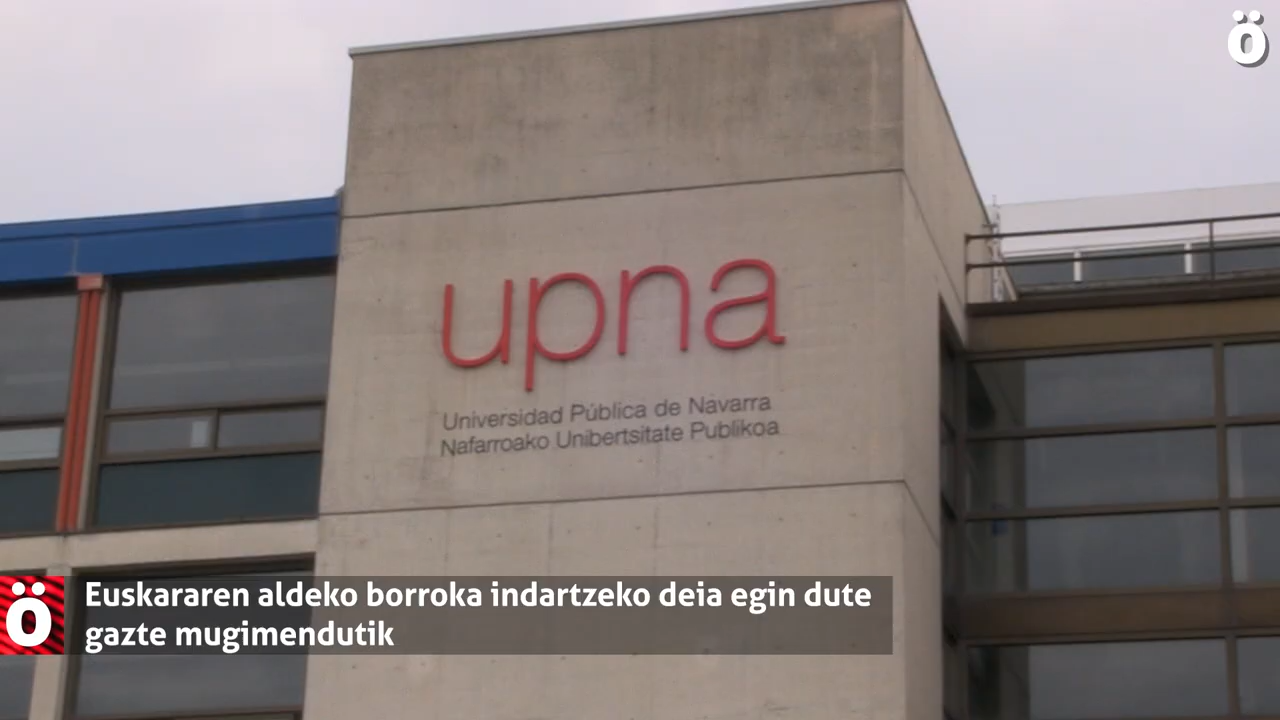 ö
upna
Universidad Pública de Navarra
Nafarroako Unibertsitate Publikoa
ö
Euskararen aldeko borroka indartzeko deia egin dute
gazte mugimendutik